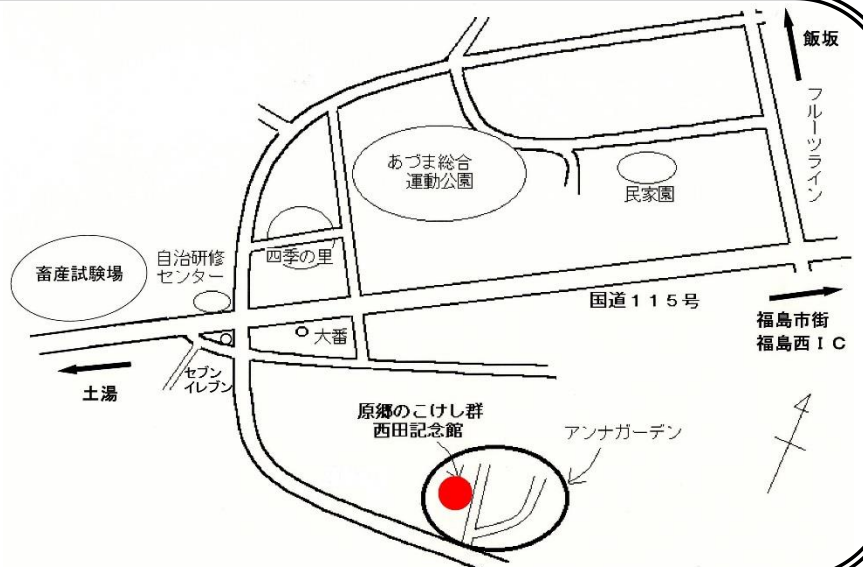 飯坂
フルーツライン
あづま総合
運動公園
民家園
四季の里
自治研修
センター
畜産試験場
国道115号
福島市街
福島西IC
大番
セブン
イレブン
土湯
原郷のこけし群
西田記念館
アンナガーデン